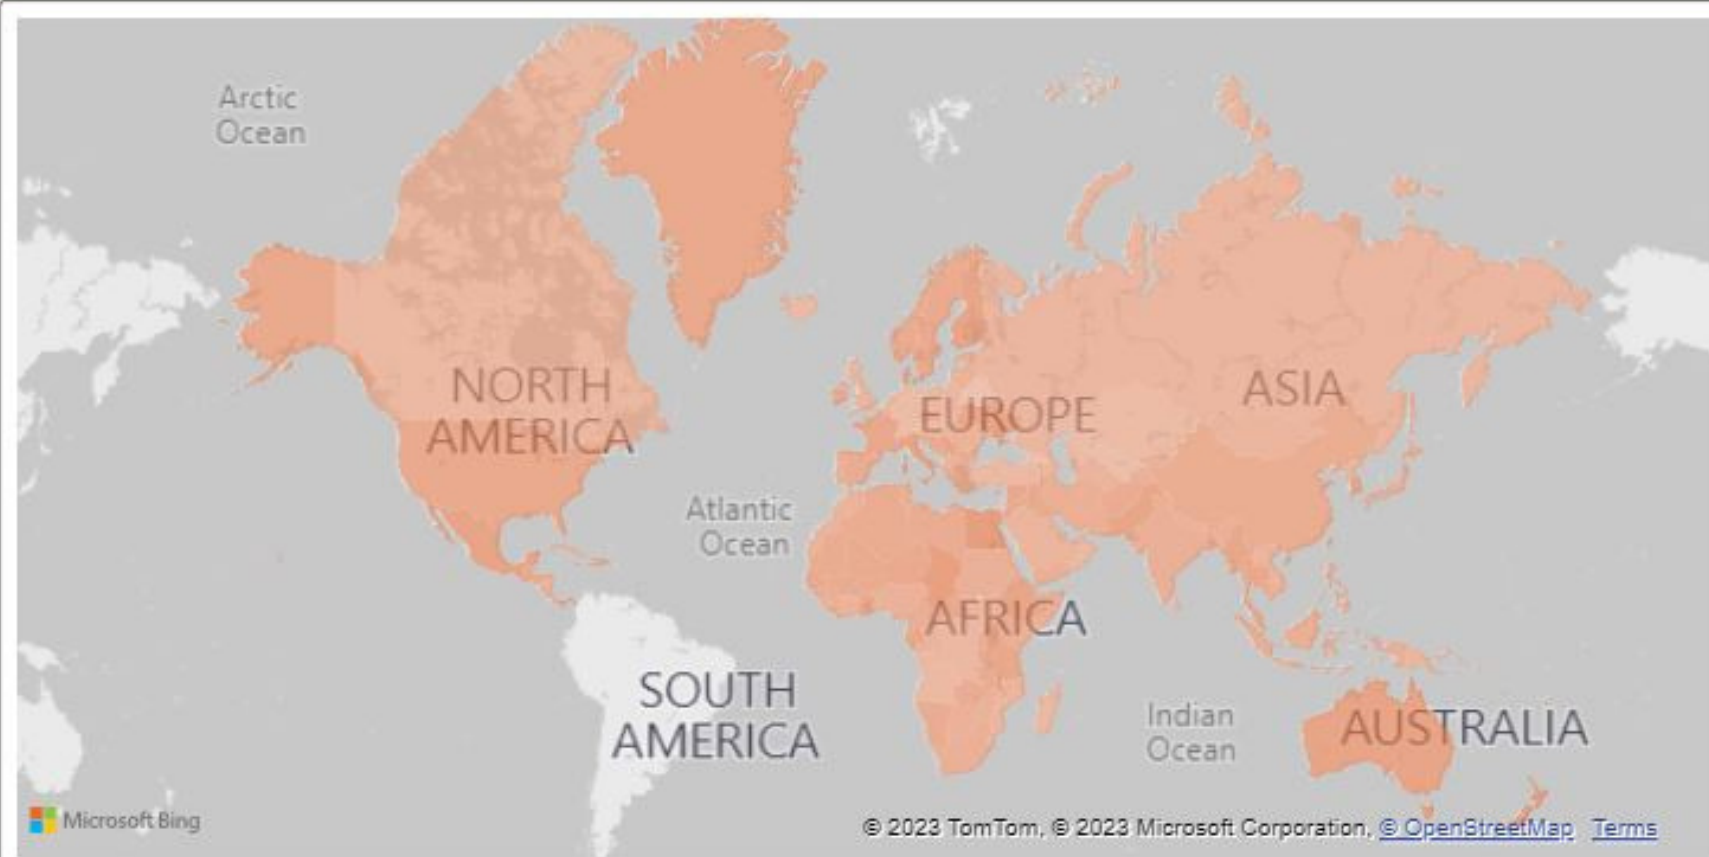 Arctic
Ocean
NORTH
AMERICA
EUROPE
ASIA
Atlantic
Ocean
AFRICA
SOUTH
AMERICA
Indian
Ocean
AUSTRALIA
Microsoft Bing
© 2023 TomTom, © 2023 Microsoft Corporation, © OpenStreetMap Terms